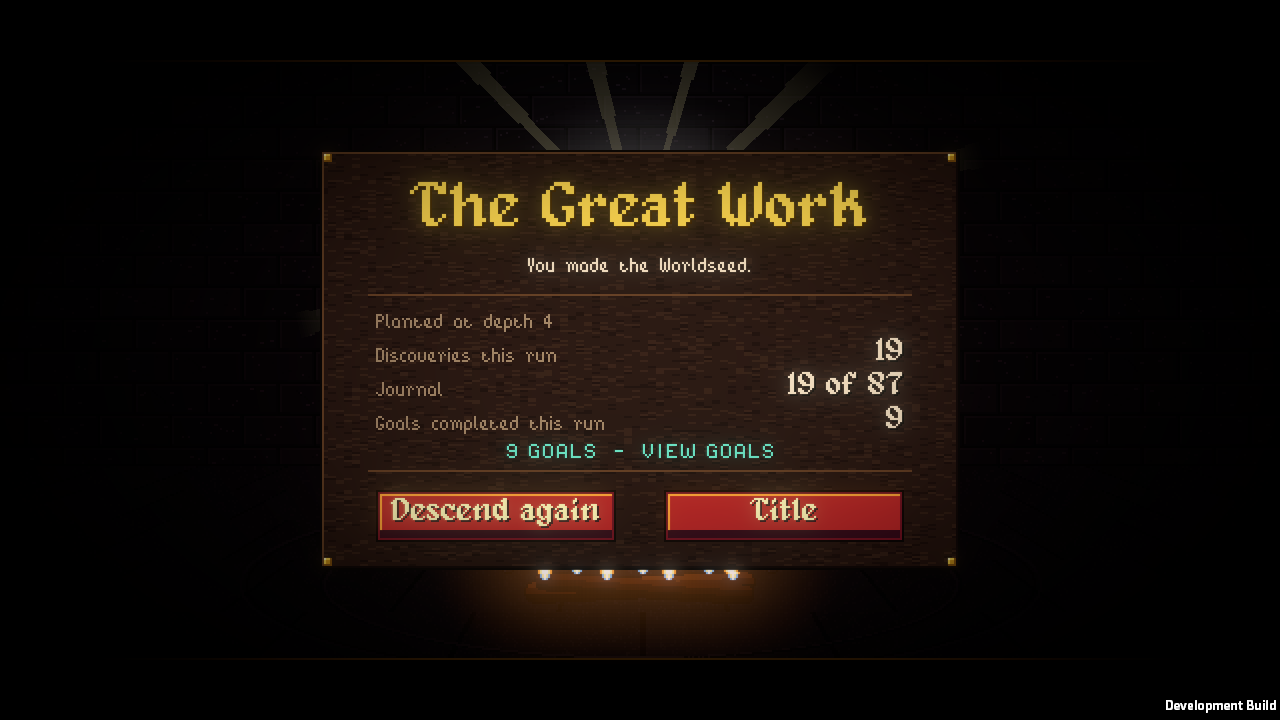 The Great Work
You made the Worldseed.
Planted at depth 4
Discoveries this run 19
Journal 19 of 87
Goals completed this run 9
9 GOALS - VIEW GOALS
Descend again
Title
Development Build